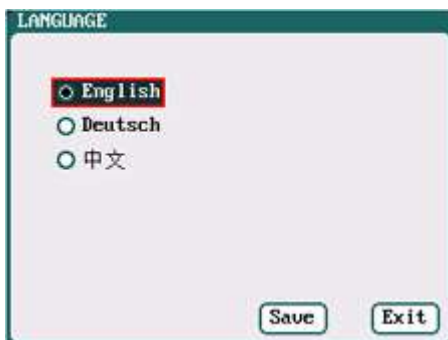 LANGUAGE
English
Deutsch
中文
Save Exit